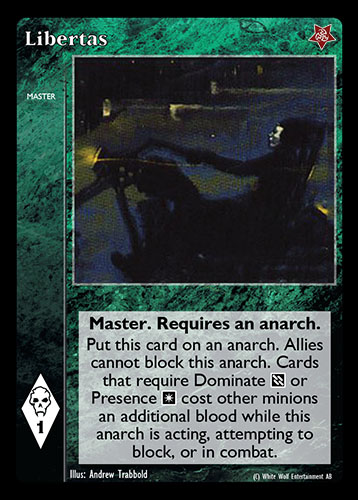 Libertas
MASTER
Master. Requires an anarch.
Put this card on an anarch. Allies
cannot block this anarch. Cards
that require Dominate or
Presence cost other minions
an additional blood while this
anarch is acting, attempting to
block, or in combat.
1
Illus: Andrew Trabbold
(C) White Wolf Entertainment AB